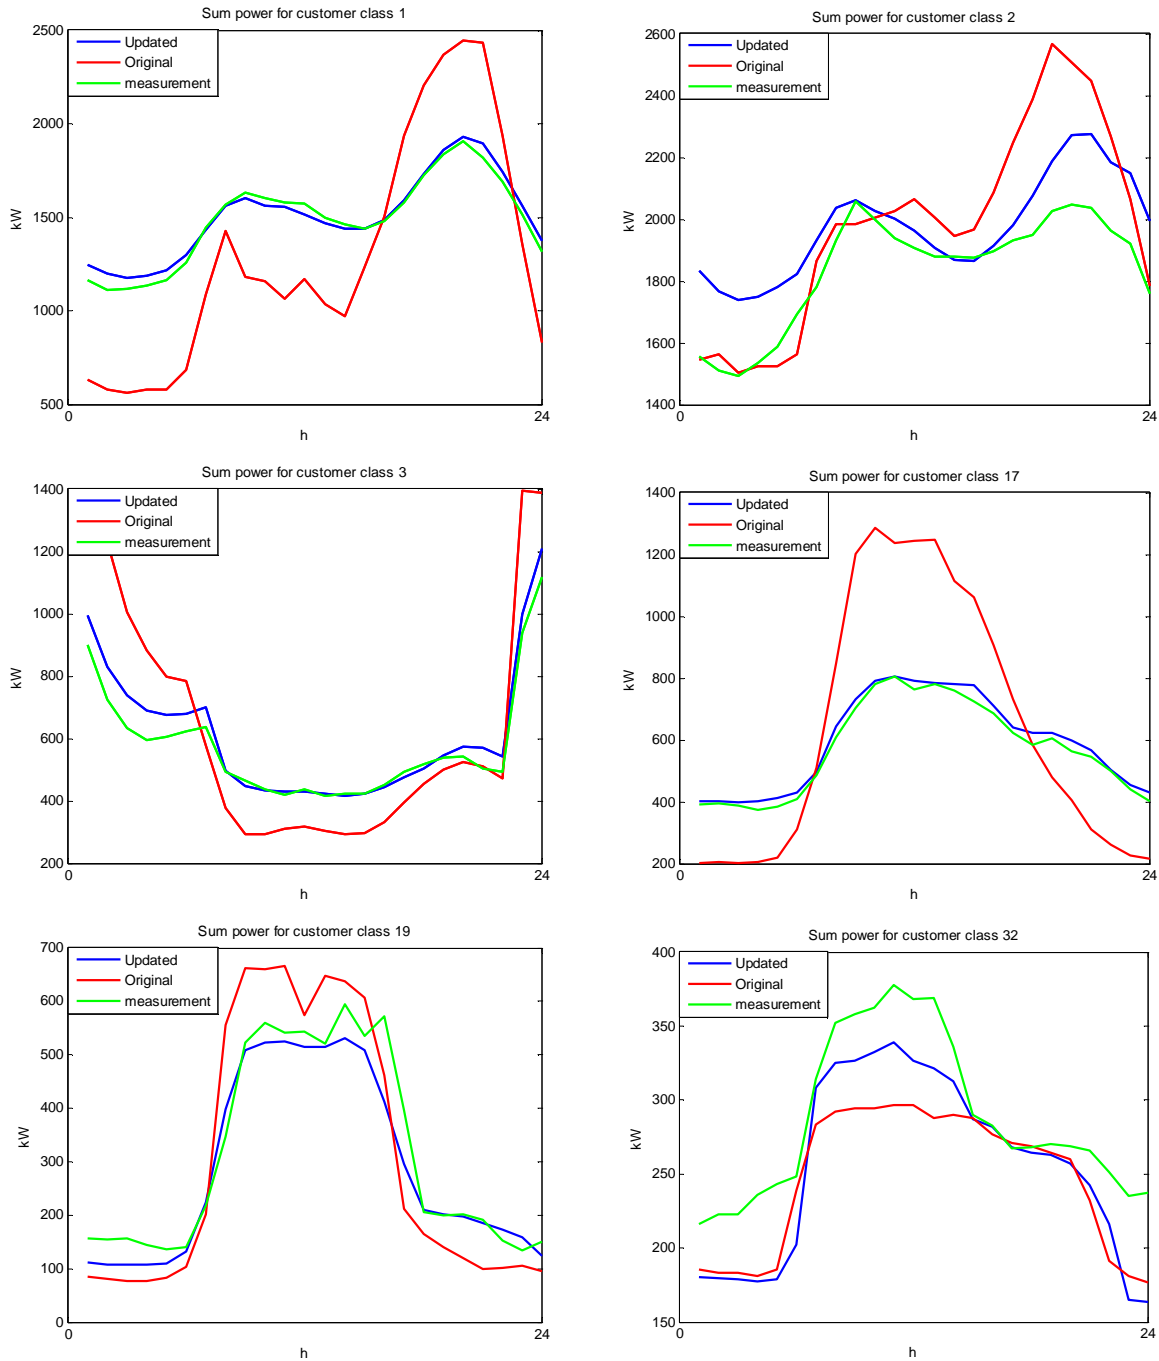 Sum power for customer class 1
2500
2000
1500
1000
500
kW
Updated
Original
measurement
0
24
h
Sum power for customer class 2
2600
2400
2200
2000
1800
1600
1400
kW
Updated
Original
measurement
0
24
h
Sum power for customer class 3
1400
1200
1000
800
600
400
200
kW
Updated
Original
measurement
0
24
h
Sum power for customer class 17
1400
1200
1000
800
600
400
200
kW
Updated
Original
measurement
0
24
h
Sum power for customer class 19
700
600
500
400
300
200
100
0
kW
Updated
Original
measurement
0
24
h
Sum power for customer class 32
400
350
300
250
200
150
kW
Updated
Original
measurement
0
24
h